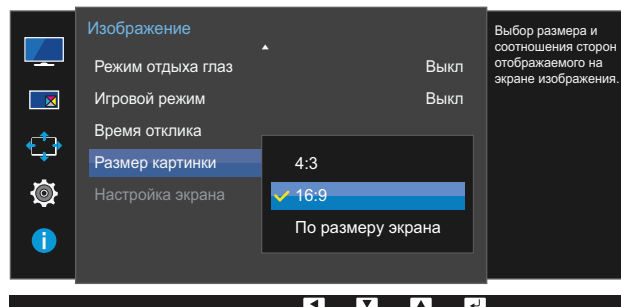 Изображение
Режим отдыха глаз Выкл
Игровой режим Выкл
Время отклика
Размер картинки
Настройка экрана
4:3
16:9
По размеру экрана
Выбор размера и
соотношения сторон
отображаемого на
экране изображения.